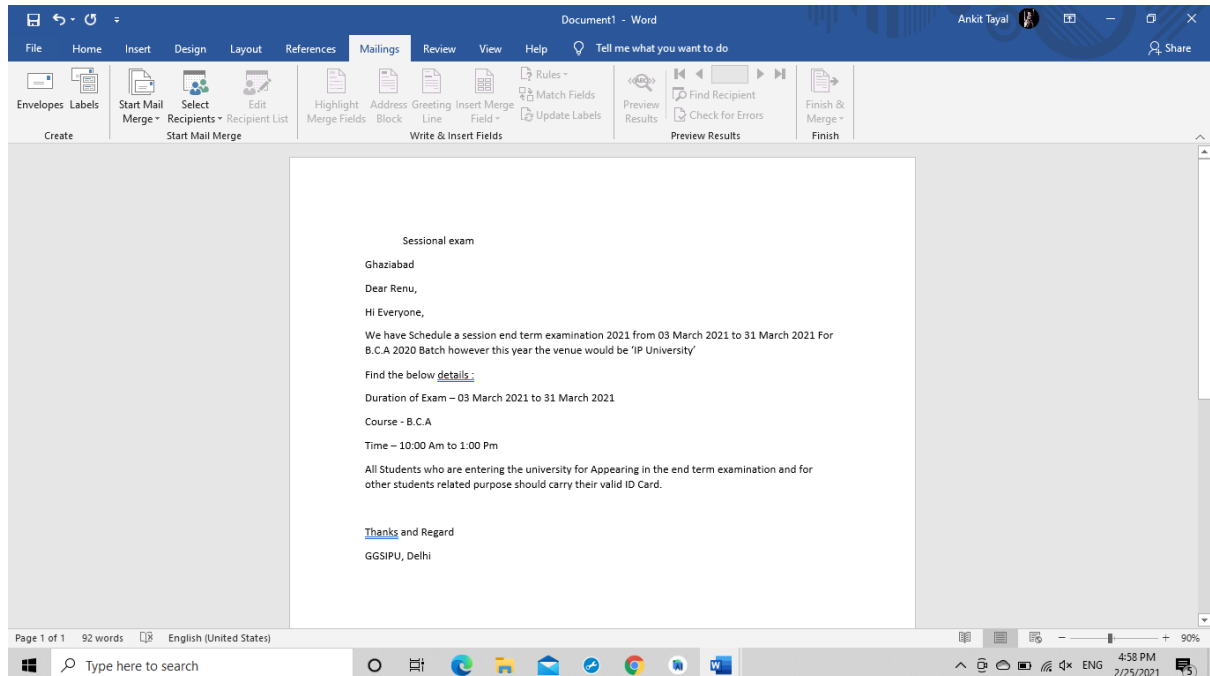 Document1 - Word
Ankit Tayal
File Home Insert Design Layout References Mailings Review View Help Tell me what you want to do
Share
Envelopes Labels
Create
Start Mail Merge
Select Recipients
Edit Recipient List
Start Mail Merge
Highlight Merge Fields
Address Block
Greeting Line
Insert Merge Field
Rules
Match Fields
Update Labels
Write & Insert Fields
«ABC»
Preview Results
Find Recipient
Check for Errors
Preview Results
Finish & Merge
Finish
Sessional exam
Ghaziabad
Dear Renu,
Hi Everyone,
We have Schedule a session end term examination 2021 from 03 March 2021 to 31 March 2021 For
B.C.A 2020 Batch however this year the venue would be ‘IP University’
Find the below details :
Duration of Exam – 03 March 2021 to 31 March 2021
Course - B.C.A
Time – 10:00 Am to 1:00 Pm
All Students who are entering the university for Appearing in the end term examination and for
other students related purpose should carry their valid ID Card.
Thanks and Regard
GGSIPU, Delhi
Page 1 of 1 92 words English (United States)
90%
Type here to search
ENG
4:58 PM
2/25/2021
5